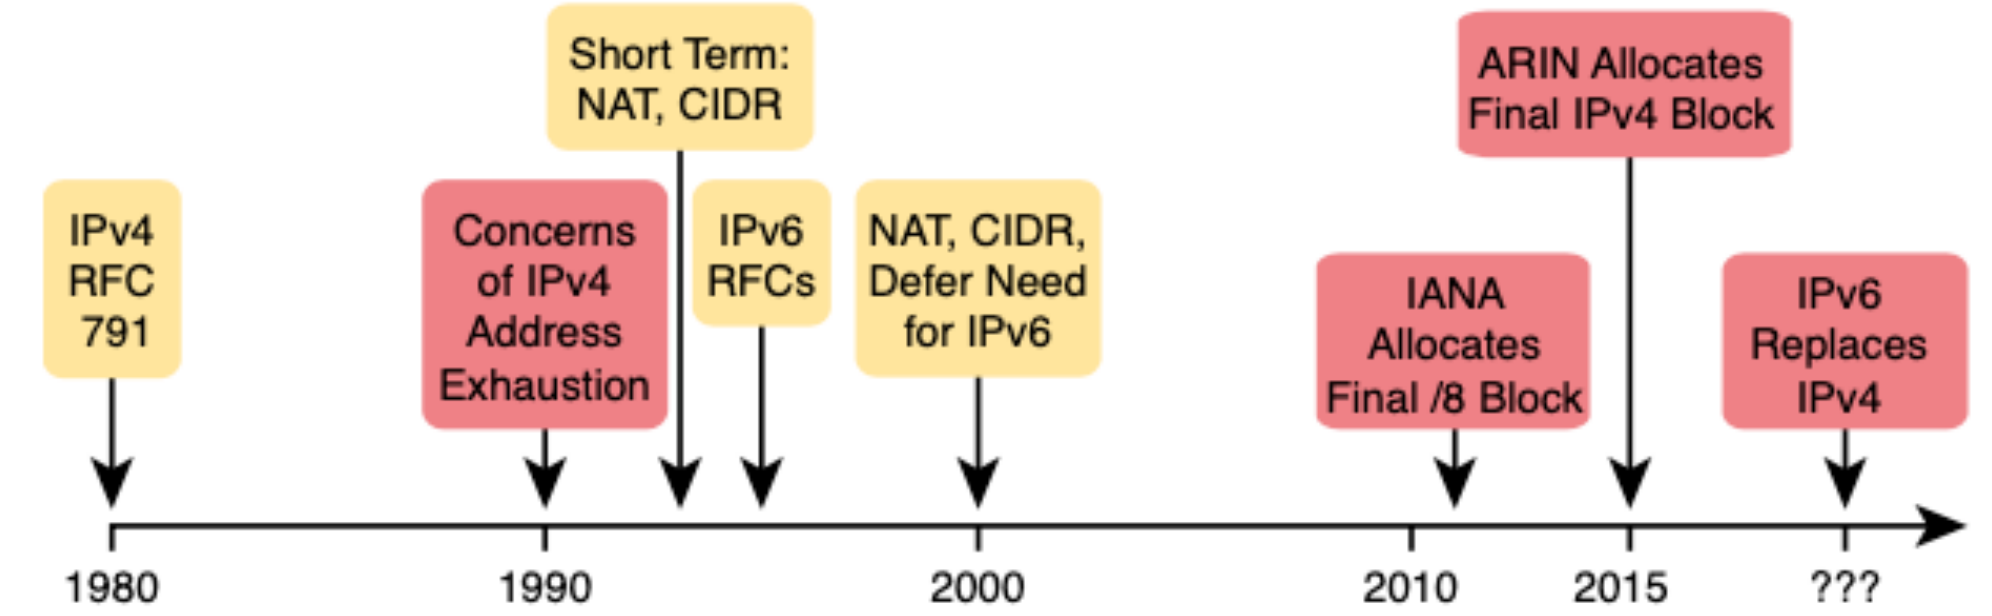 Short Term:
NAT, CIDR
ARIN Allocates
Final IPv4 Block
IPv4
RFC
791
Concerns
of IPv4
Address
Exhaustion
IPv6
RFCs
NAT, CIDR,
Defer Need
for IPv6
IANA
Allocates
Final /8 Block
IPv6
Replaces
IPv4
1980
1990
2000
2010
2015
???